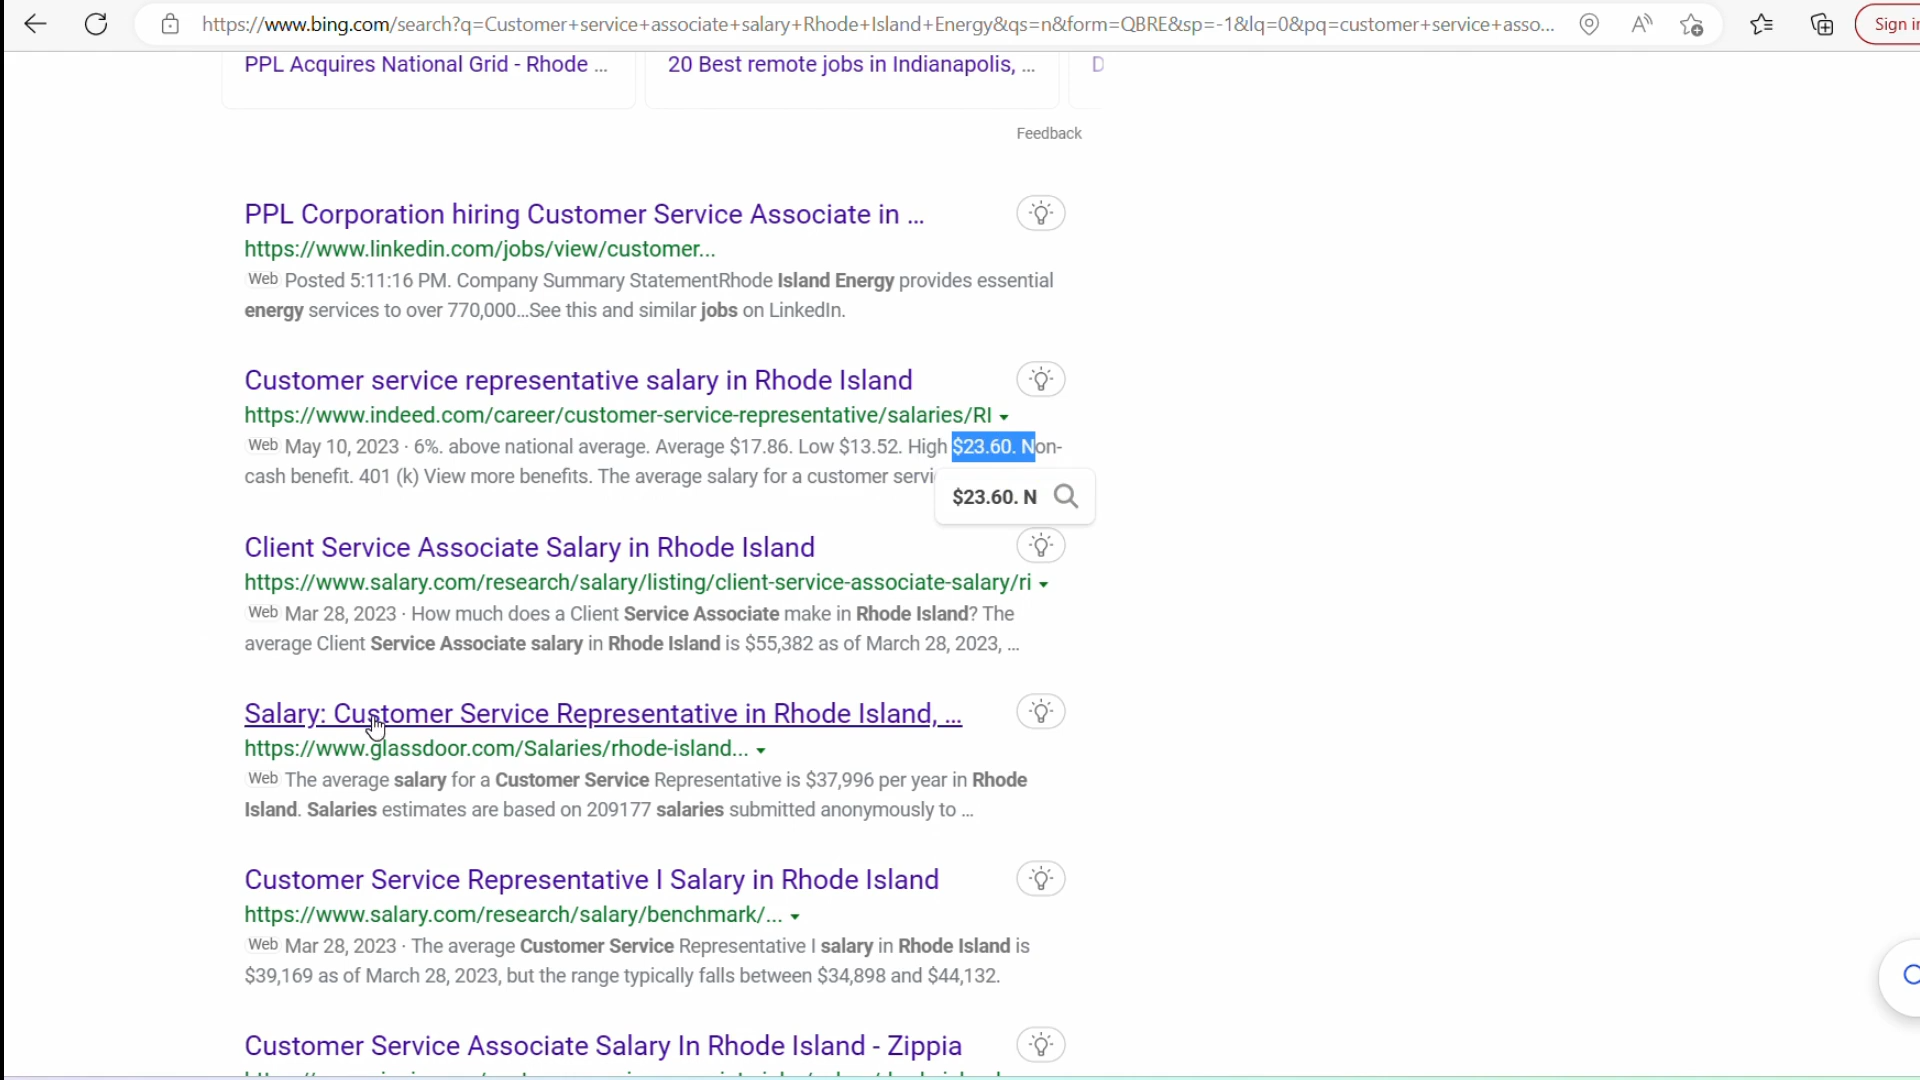 https://www.bing.com/search?q=Customer+service+associate+salary+Rhode+Island+Energy&qs=n&form=QBRE&sp=-1&lq=0&pq=customer+service+asso...
Sign in
PPL Acquires National Grid - Rhode ...
20 Best remote jobs in Indianapolis, ...
Feedback
PPL Corporation hiring Customer Service Associate in ...
https://www.linkedin.com/jobs/view/customer...
Web Posted 5:11:16 PM. Company Summary StatementRhode Island Energy provides essential
energy services to over 770,000...See this and similar jobs on LinkedIn.
Customer service representative salary in Rhode Island
https://www.indeed.com/career/customer-service-representative/salaries/RI
Web May 10, 2023 · 6%. above national average. Average $17.86. Low $13.52. High $23.60. Non-
cash benefit. 401 (k) View more benefits. The average salary for a customer servi
$23.60. N
Client Service Associate Salary in Rhode Island
https://www.salary.com/research/salary/listing/client-service-associate-salary/ri
Web Mar 28, 2023 · How much does a Client Service Associate make in Rhode Island? The
average Client Service Associate salary in Rhode Island is $55,382 as of March 28, 2023, ...
Salary: Customer Service Representative in Rhode Island, ...
https://www.glassdoor.com/Salaries/rhode-island...
Web The average salary for a Customer Service Representative is $37,996 per year in Rhode
Island. Salaries estimates are based on 209177 salaries submitted anonymously to ...
Customer Service Representative I Salary in Rhode Island
https://www.salary.com/research/salary/benchmark/...
Web Mar 28, 2023 · The average Customer Service Representative I salary in Rhode Island is
$39,169 as of March 28, 2023, but the range typically falls between $34,898 and $44,132.
Customer Service Associate Salary In Rhode Island - Zippia